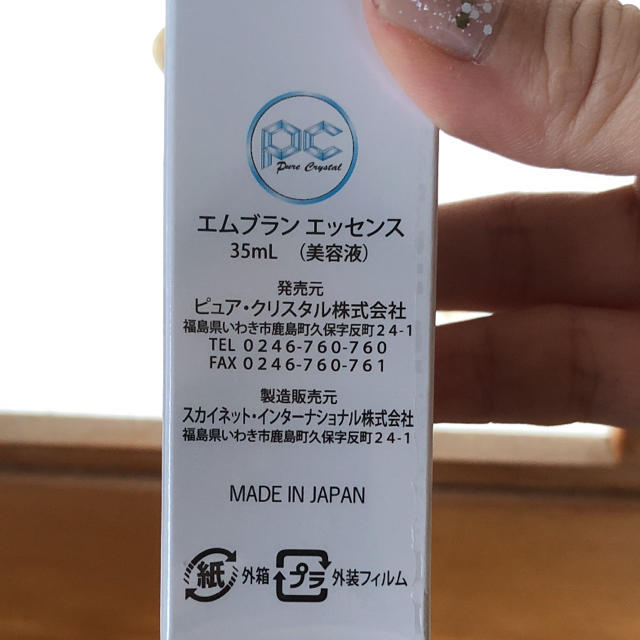 PC
Pure Crystal
エムブラン エッセンス
35mL （美容液）
発売元
ピュア・クリスタル株式会社
福島県いわき市鹿島町久保字反町２４-１
TEL 0246-760-760
FAX 0246-760-761
製造販売元
スカイネット・インターナショナル株式会社
福島県いわき市鹿島町久保字反町２４-１
MADE IN JAPAN
紙 外箱 プラ 外装フィルム